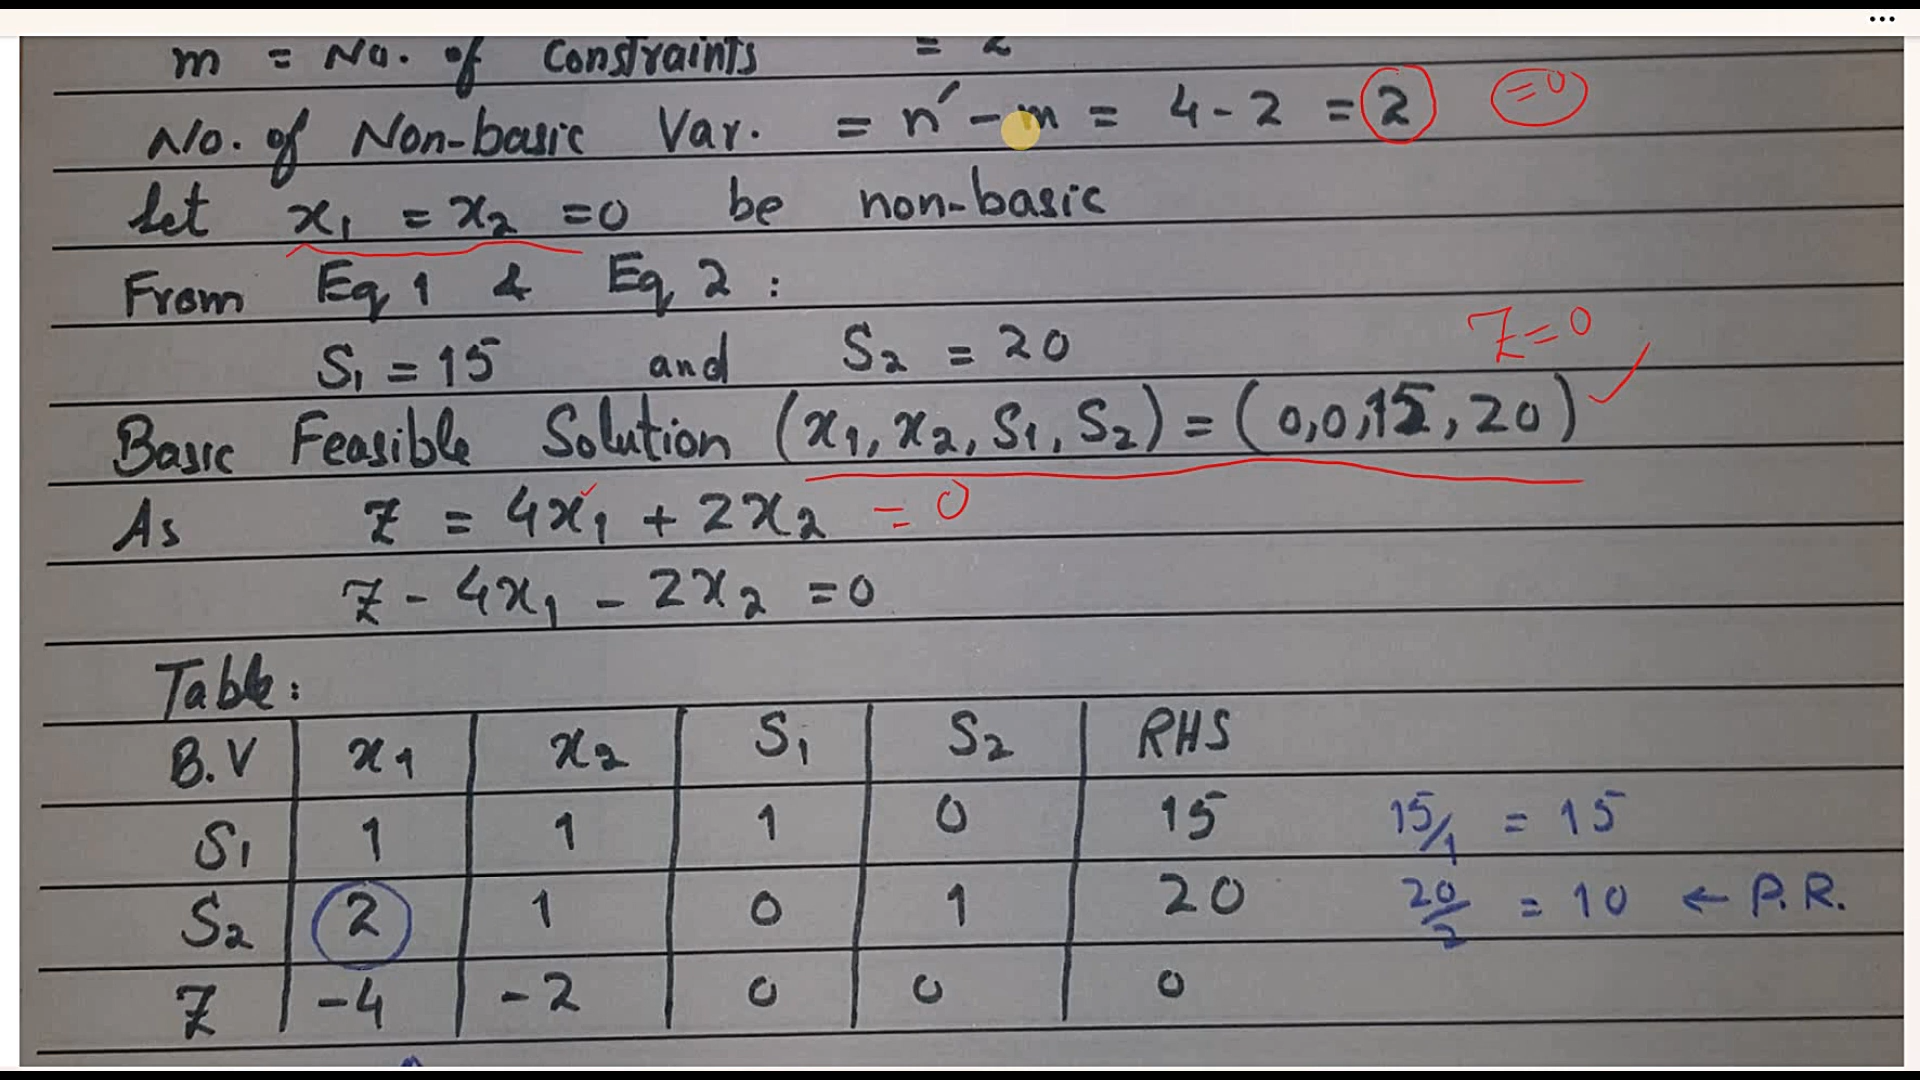 m = No. of Constraints = 2
No. of Non-basic Var. = n′ - m = 4 - 2 = 2 = 0
Let x₁ = x₂ = 0 be non-basic
From Eq 1 & Eq 2 :
S₁ = 15 and S₂ = 20
Z = 0
Basic Feasible Solution (x₁, x₂, S₁, S₂) = (0,0,15,20) ✓
As Z = 4x₁ + 2x₂ = 0
Z - 4x₁ - 2x₂ = 0
Table:
B.V x₁ x₂ S₁ S₂ RHS
S₁ 1 1 1 0 15 15/1 = 15
S₂ 2 1 0 1 20 20/2 = 10 ← P.R.
Z -4 -2 0 0 0